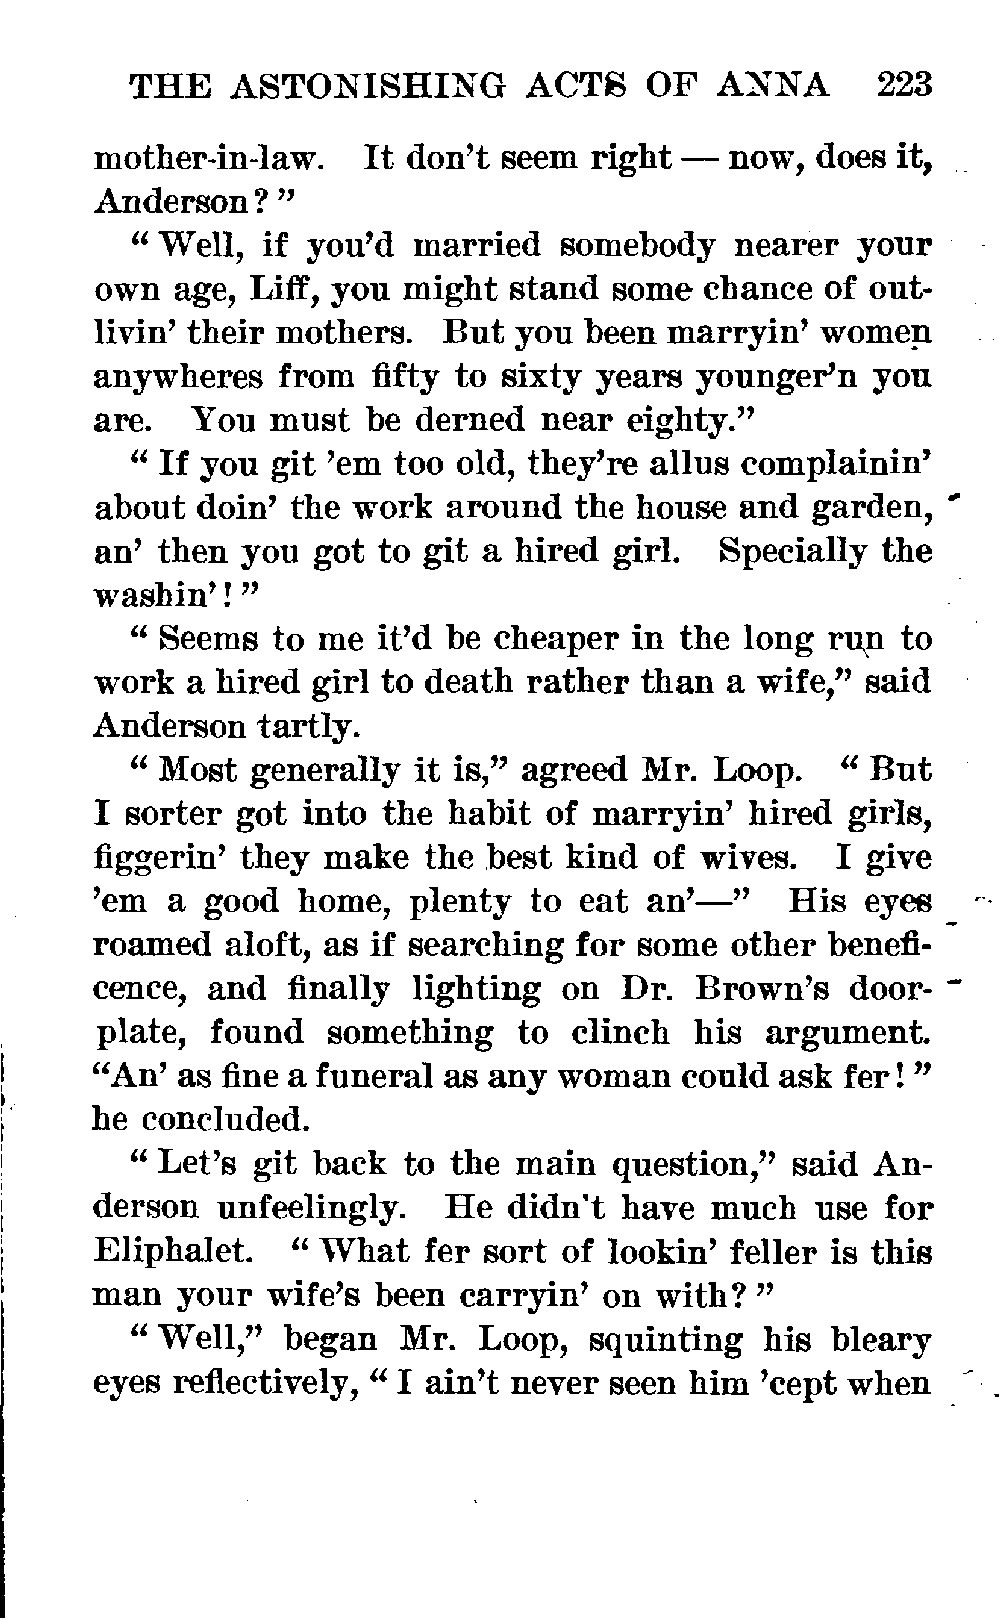 THE ASTONISHING ACTS OF ANNA 223
mother-in-law. It don't seem right — now, does it,
Anderson?"
"Well, if you'd married somebody nearer your
own age, Liff, you might stand some chance of out-
livin' their mothers. But you been marryin' women
anywheres from fifty to sixty years younger'n you
are. You must be derned near eighty."
"If you git 'em too old, they're allus complainin'
about doin' the work around the house and garden,
an' then you got to git a hired girl. Specially the
washin'!"
"Seems to me it'd be cheaper in the long run to
work a hired girl to death rather than a wife," said
Anderson tartly.
"Most generally it is," agreed Mr. Loop. "But
I sorter got into the habit of marryin' hired girls,
figgerin' they make the best kind of wives. I give
'em a good home, plenty to eat an'—" His eyes
roamed aloft, as if searching for some other benefi-
cence, and finally lighting on Dr. Brown's door-
plate, found something to clinch his argument.
"An' as fine a funeral as any woman could ask fer!"
he concluded.
"Let's git back to the main question," said An-
derson unfeelingly. He didn't have much use for
Eliphalet. "What fer sort of lookin' feller is this
man your wife's been carryin' on with?"
"Well," began Mr. Loop, squinting his bleary
eyes reflectively, "I ain't never seen him 'cept when